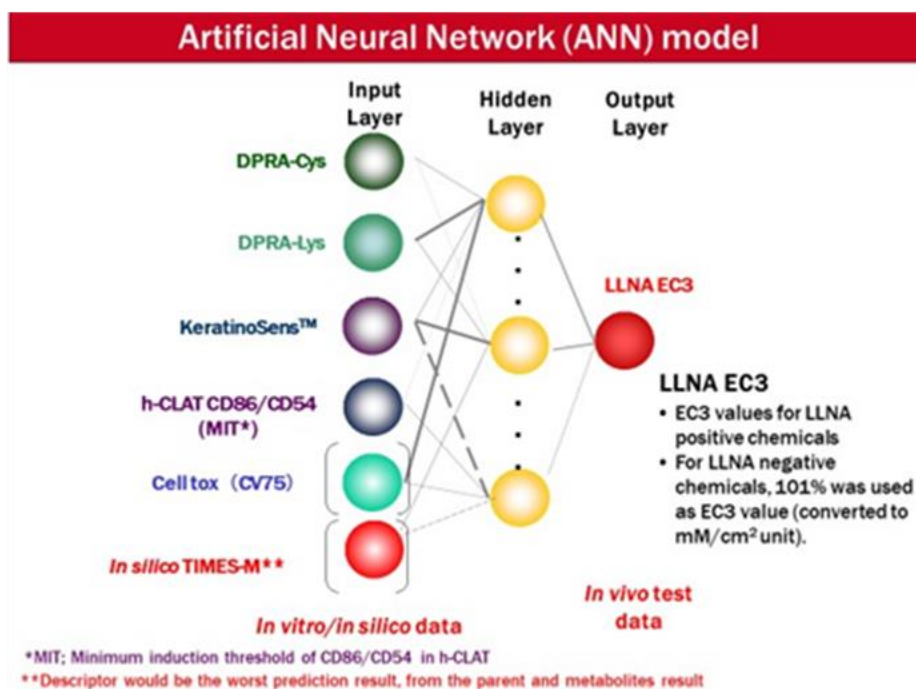 Artificial Neural Network (ANN) model
Input
Layer
Hidden
Layer
Output
Layer
DPRA-Cys
DPRA-Lys
KeratinoSens™
h-CLAT CD86/CD54
(MIT*)
Cell tox (CV75)
In silico TIMES-M**
LLNA EC3
LLNA EC3
• EC3 values for LLNA
positive chemicals
• For LLNA negative
chemicals, 101% was used
as EC3 value (converted to
mM/cm² unit).
In vitro/in silico data
In vivo test
data
*MIT; Minimum induction threshold of CD86/CD54 in h-CLAT
**Descriptor would be the worst prediction result, from the parent and metabolites result